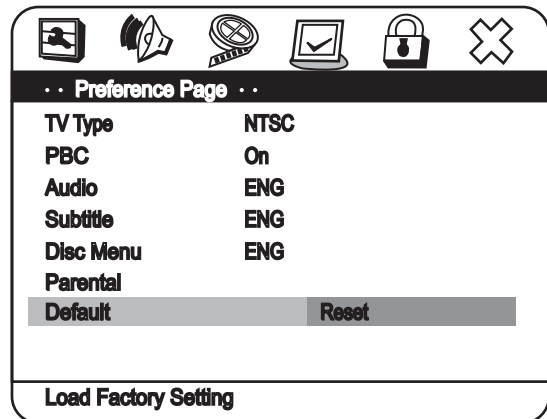 · · Preference Page · ·
TV Type NTSC
PBC On
Audio ENG
Subtitle ENG
Disc Menu ENG
Parental
Default Reset
Load Factory Setting